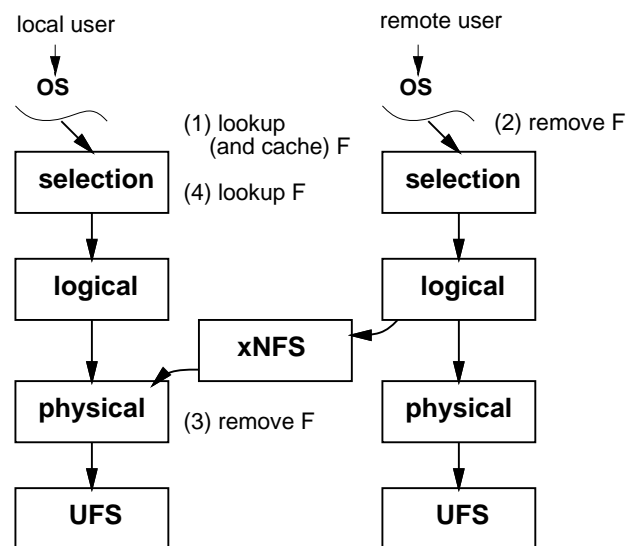 local user
remote user
OS
OS
(1) lookup
(and cache) F
(2) remove F
selection
(4) lookup F
selection
logical
logical
xNFS
physical
(3) remove F
physical
UFS
UFS